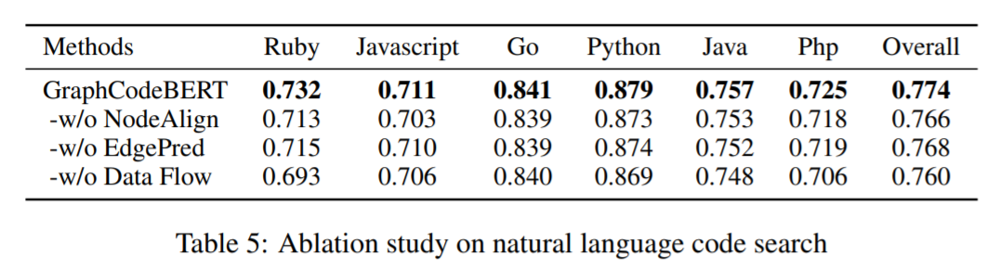 Methods Ruby Javascript Go Python Java Php Overall
GraphCodeBERT 0.732 0.711 0.841 0.879 0.757 0.725 0.774
-w/o NodeAlign 0.713 0.703 0.839 0.873 0.753 0.718 0.766
-w/o EdgePred 0.715 0.710 0.839 0.874 0.752 0.719 0.768
-w/o Data Flow 0.693 0.706 0.840 0.869 0.748 0.706 0.760
Table 5: Ablation study on natural language code search